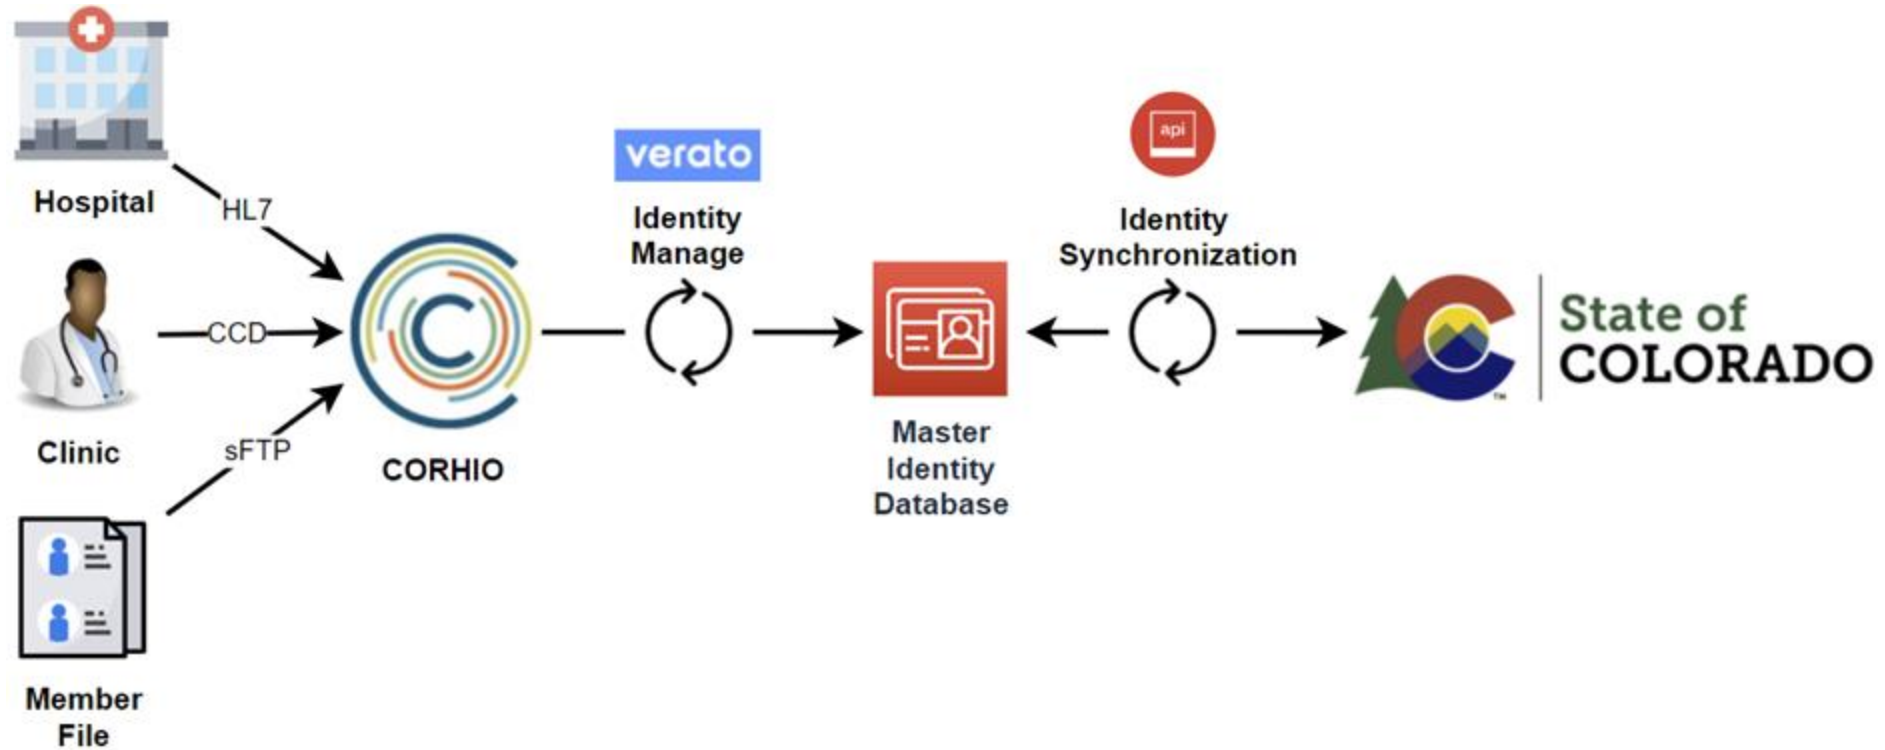 Hospital
HL7
Clinic
CCD
Member
File
sFTP
CORHIO
verato
Identity
Manage
Master
Identity
Database
api
Identity
Synchronization
State of
COLORADO
TM